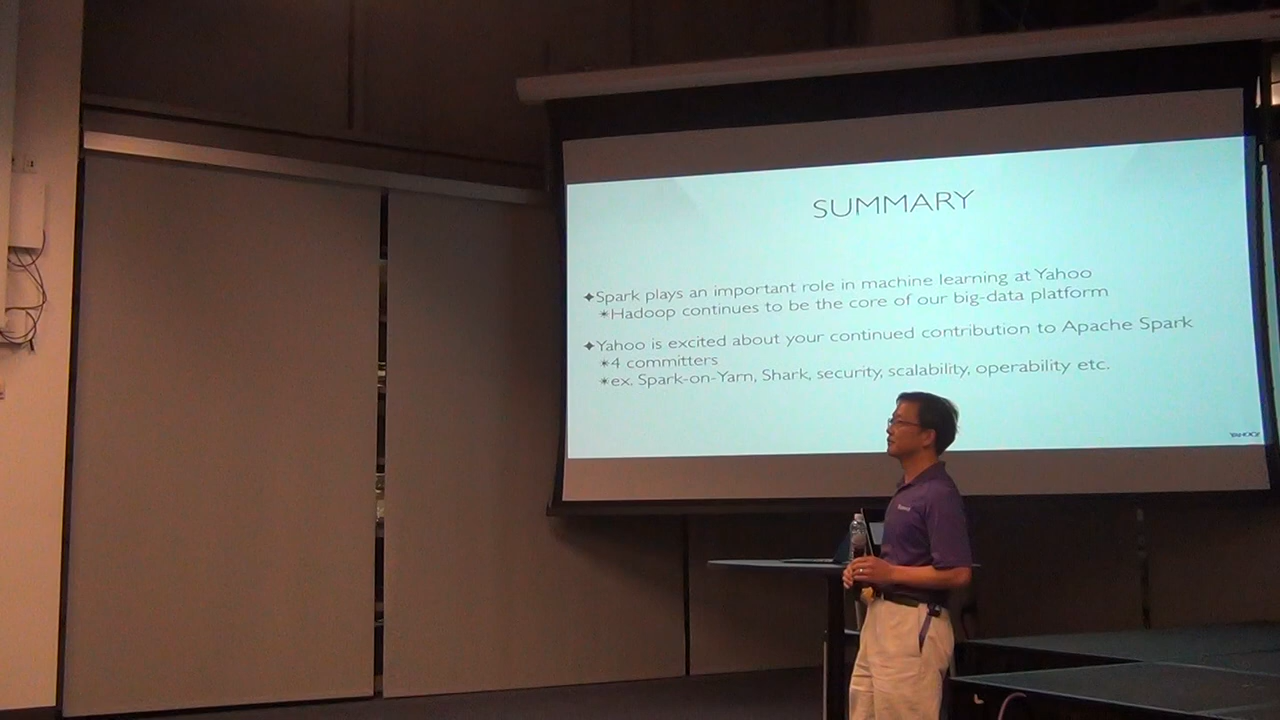 SUMMARY
✦Spark plays an important role in machine learning at Yahoo
✴Hadoop continues to be the core of our big-data platform
✦Yahoo is excited about your continued contribution to Apache Spark
✴4 committers
✴ex. Spark-on-Yarn, Shark, security, scalability, operability etc.
YAHOO!